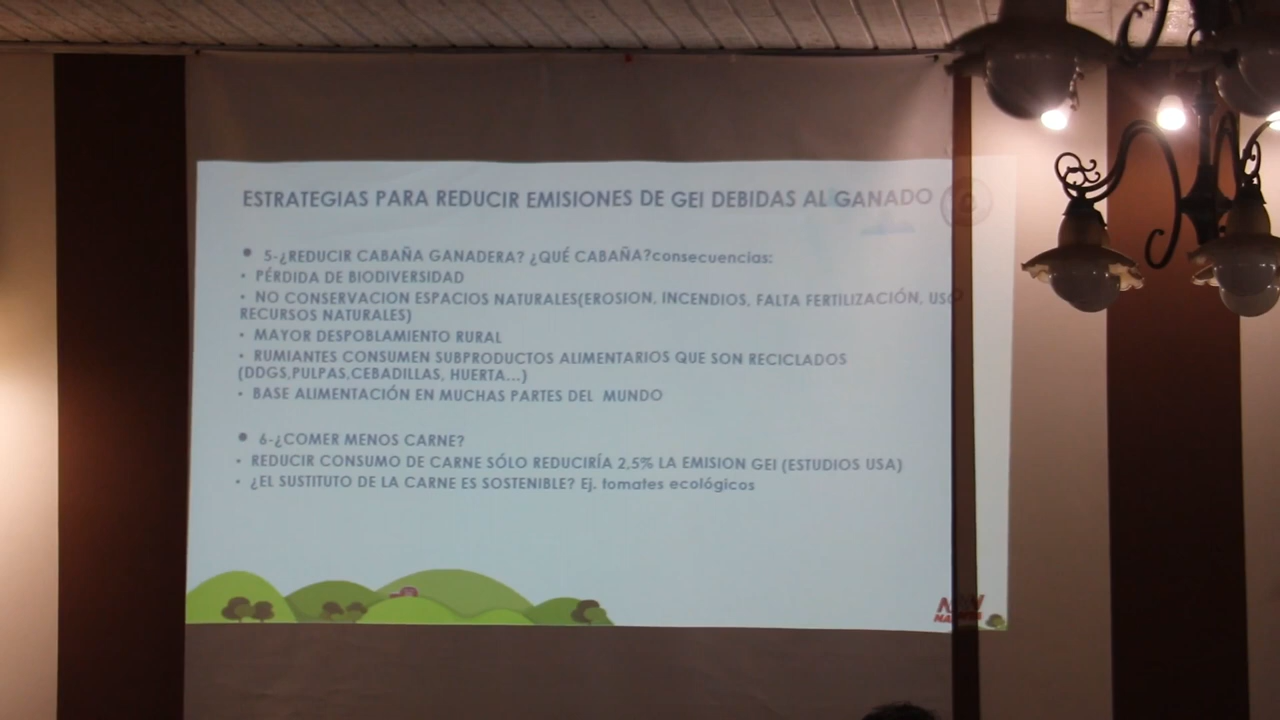 ESTRATEGIAS PARA REDUCIR EMISIONES DE GEI DEBIDAS AL GANADO
• 5-¿REDUCIR CABAÑA GANADERA? ¿QUÉ CABAÑA?consecuencias:
• PÉRDIDA DE BIODIVERSIDAD
• NO CONSERVACION ESPACIOS NATURALES(EROSION, INCENDIOS, FALTA FERTILIZACIÓN, USO
RECURSOS NATURALES)
• MAYOR DESPOBLAMIENTO RURAL
• RUMIANTES CONSUMEN SUBPRODUCTOS ALIMENTARIOS QUE SON RECICLADOS
(DDGS,PULPAS,CEBADILLAS, HUERTA...)
• BASE ALIMENTACIÓN EN MUCHAS PARTES DEL MUNDO
• 6-¿COMER MENOS CARNE?
• REDUCIR CONSUMO DE CARNE SÓLO REDUCIRÍA 2,5% LA EMISION GEI (ESTUDIOS USA)
• ¿EL SUSTITUTO DE LA CARNE ES SOSTENIBLE? Ej. tomates ecológicos